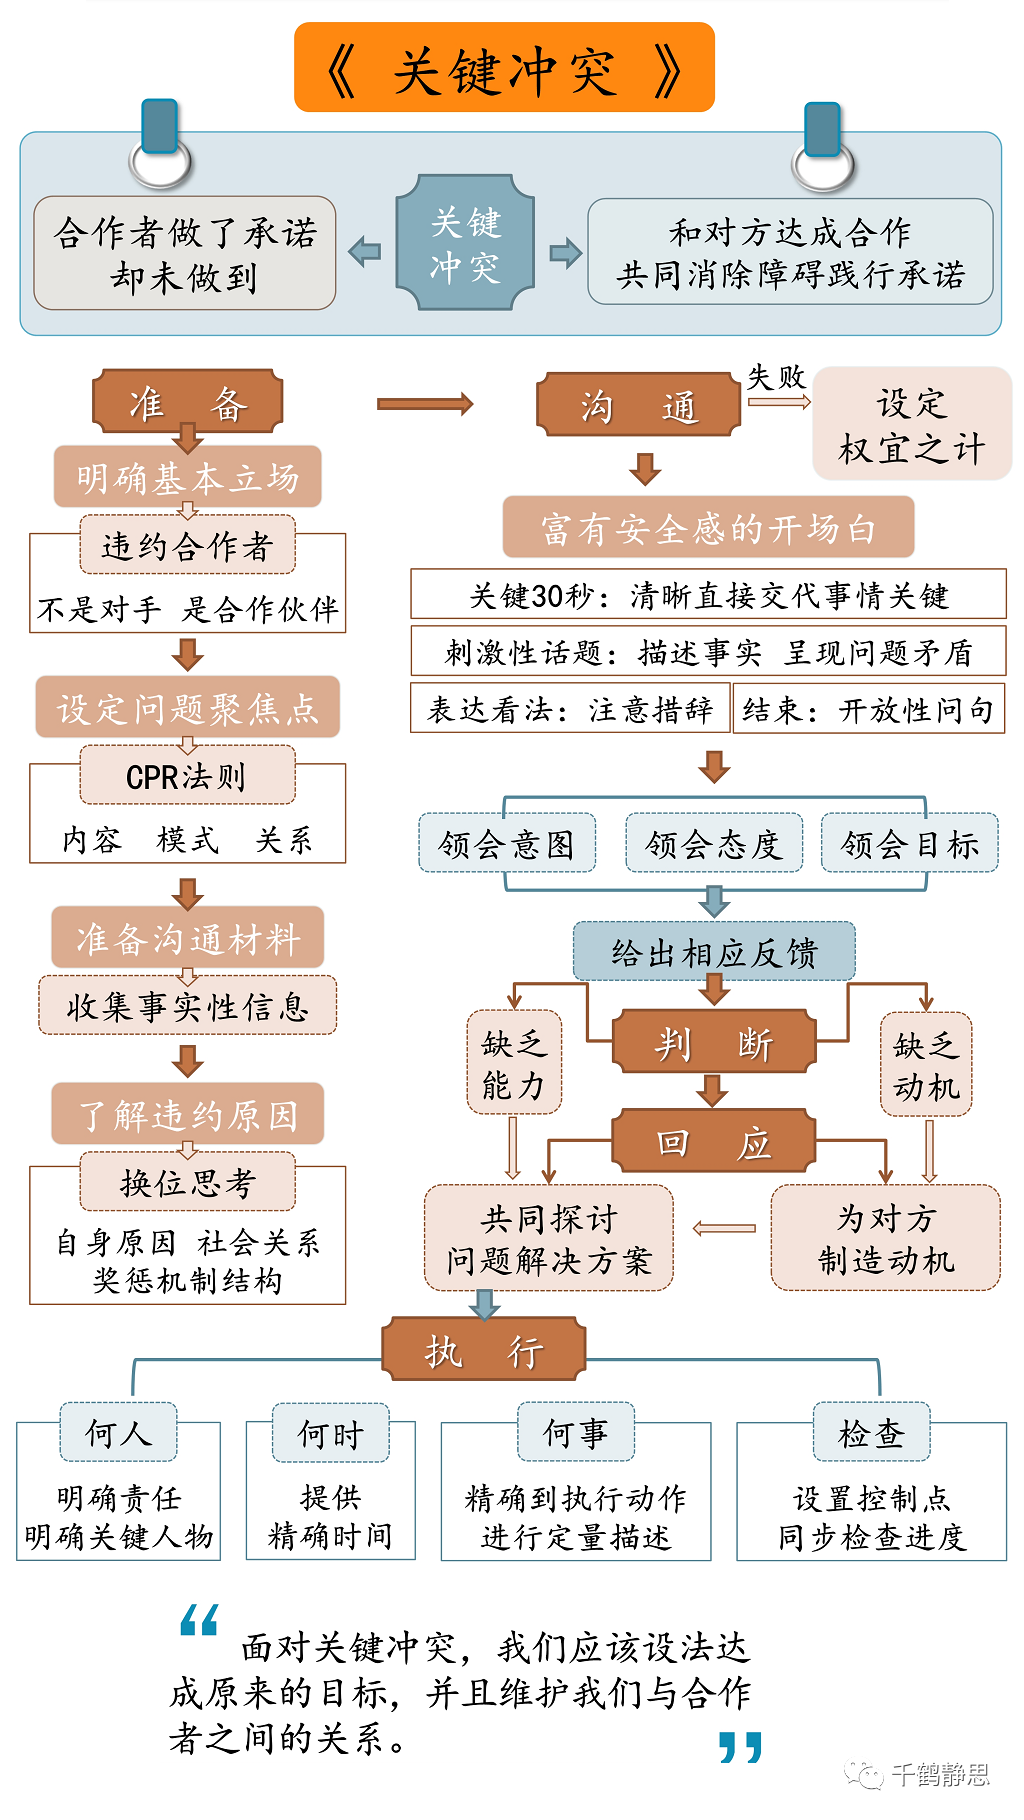 《 关键冲突 》
合作者做了承诺
却未做到
关键
冲突
和对方达成合作
共同消除障碍践行承诺
准 备
明确基本立场
违约合作者
不是对手 是合作伙伴
设定问题聚焦点
CPR法则
内容 模式 关系
准备沟通材料
收集事实性信息
了解违约原因
换位思考
自身原因 社会关系
奖惩机制结构
沟 通
失败
设定
权宜之计
富有安全感的开场白
关键30秒：清晰直接交代事情关键
刺激性话题：描述事实 呈现问题矛盾
表达看法：注意措辞
结束：开放性问句
领会意图
领会态度
领会目标
给出相应反馈
判 断
缺乏
能力
缺乏
动机
回 应
共同探讨
问题解决方案
为对方
制造动机
执 行
何人
明确责任
明确关键人物
何时
提供
精确时间
何事
精确到执行动作
进行定量描述
检查
设置控制点
同步检查进度
“ 面对关键冲突，我们应该设法达
成原来的目标，并且维护我们与合作
者之间的关系。 ”
千鹤静思